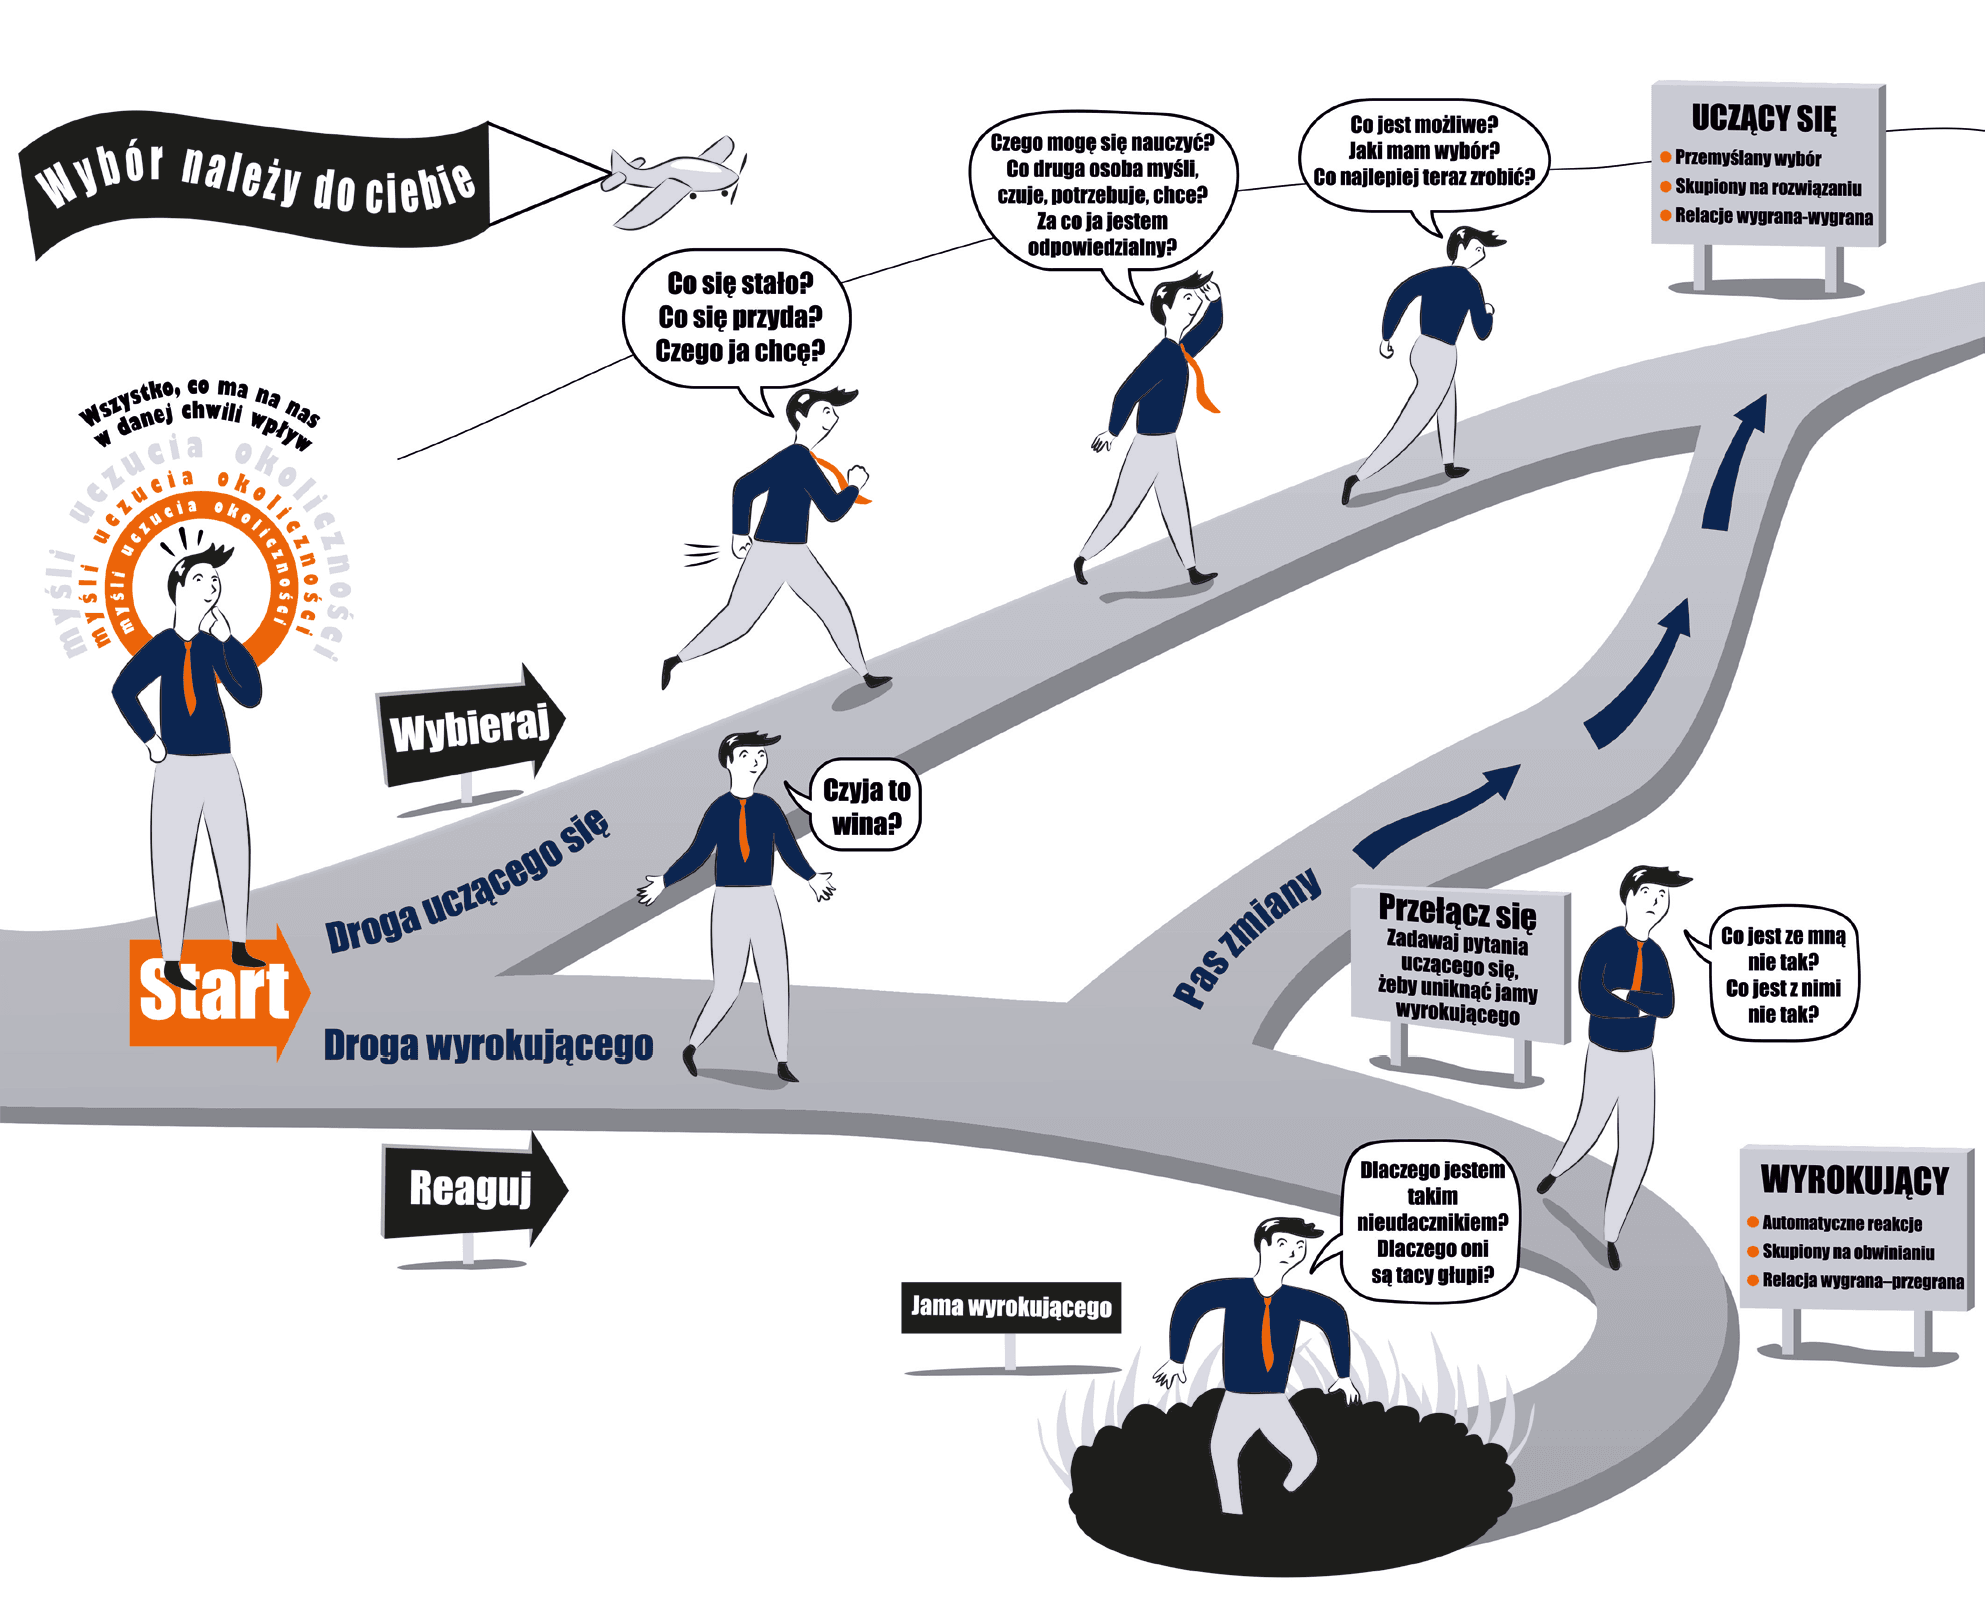 Wybór należy do ciebie
Co się stało?
Co się przyda?
Czego ja chcę?
Czego mogę się nauczyć?
Co druga osoba myśli,
czuje, potrzebuje, chce?
Za co ja jestem
odpowiedzialny?
Co jest możliwe?
Jaki mam wybór?
Co najlepiej teraz zrobić?
UCZĄCY SIĘ
Przemyślany wybór
Skupiony na rozwiązaniu
Relacje wygrana-wygrana
Wszystko, co ma na nas
w danej chwili wpływ
myśli uczucia okoliczności
myśli uczucia okoliczności
myśli uczucia okoliczności
Wybieraj
Start
Droga uczącego się
Droga wyrokującego
Czyja to
wina?
Reaguj
Pas zmiany
Przełącz się
Zadawaj pytania
uczącego się,
żeby uniknąć jamy
wyrokującego
Co jest ze mną
nie tak?
Co jest z nimi
nie tak?
Dlaczego jestem
takim
nieudacznikiem?
Dlaczego oni
są tacy głupi?
Jama wyrokującego
WYROKUJĄCY
Automatyczne reakcje
Skupiony na obwinianiu
Relacja wygrana–przegrana